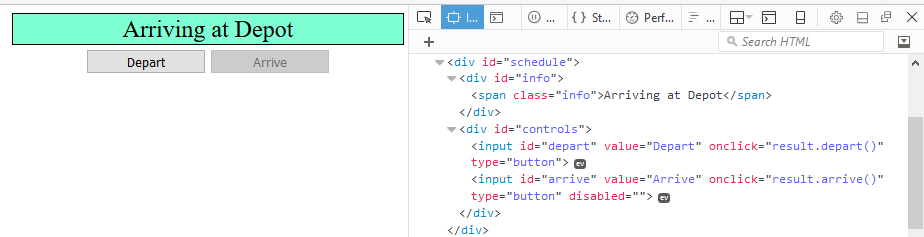 Arriving at Depot
Depart Arrive
I... { } St... Perf...
+ Search HTML
<div id="schedule">
<div id="info">
<span class="info">Arriving at Depot</span>
</div>
<div id="controls">
<input id="depart" value="Depart" onclick="result.depart()"
type="button"> ev
<input id="arrive" value="Arrive" onclick="result.arrive()"
type="button" disabled=""> ev
</div>
</div>